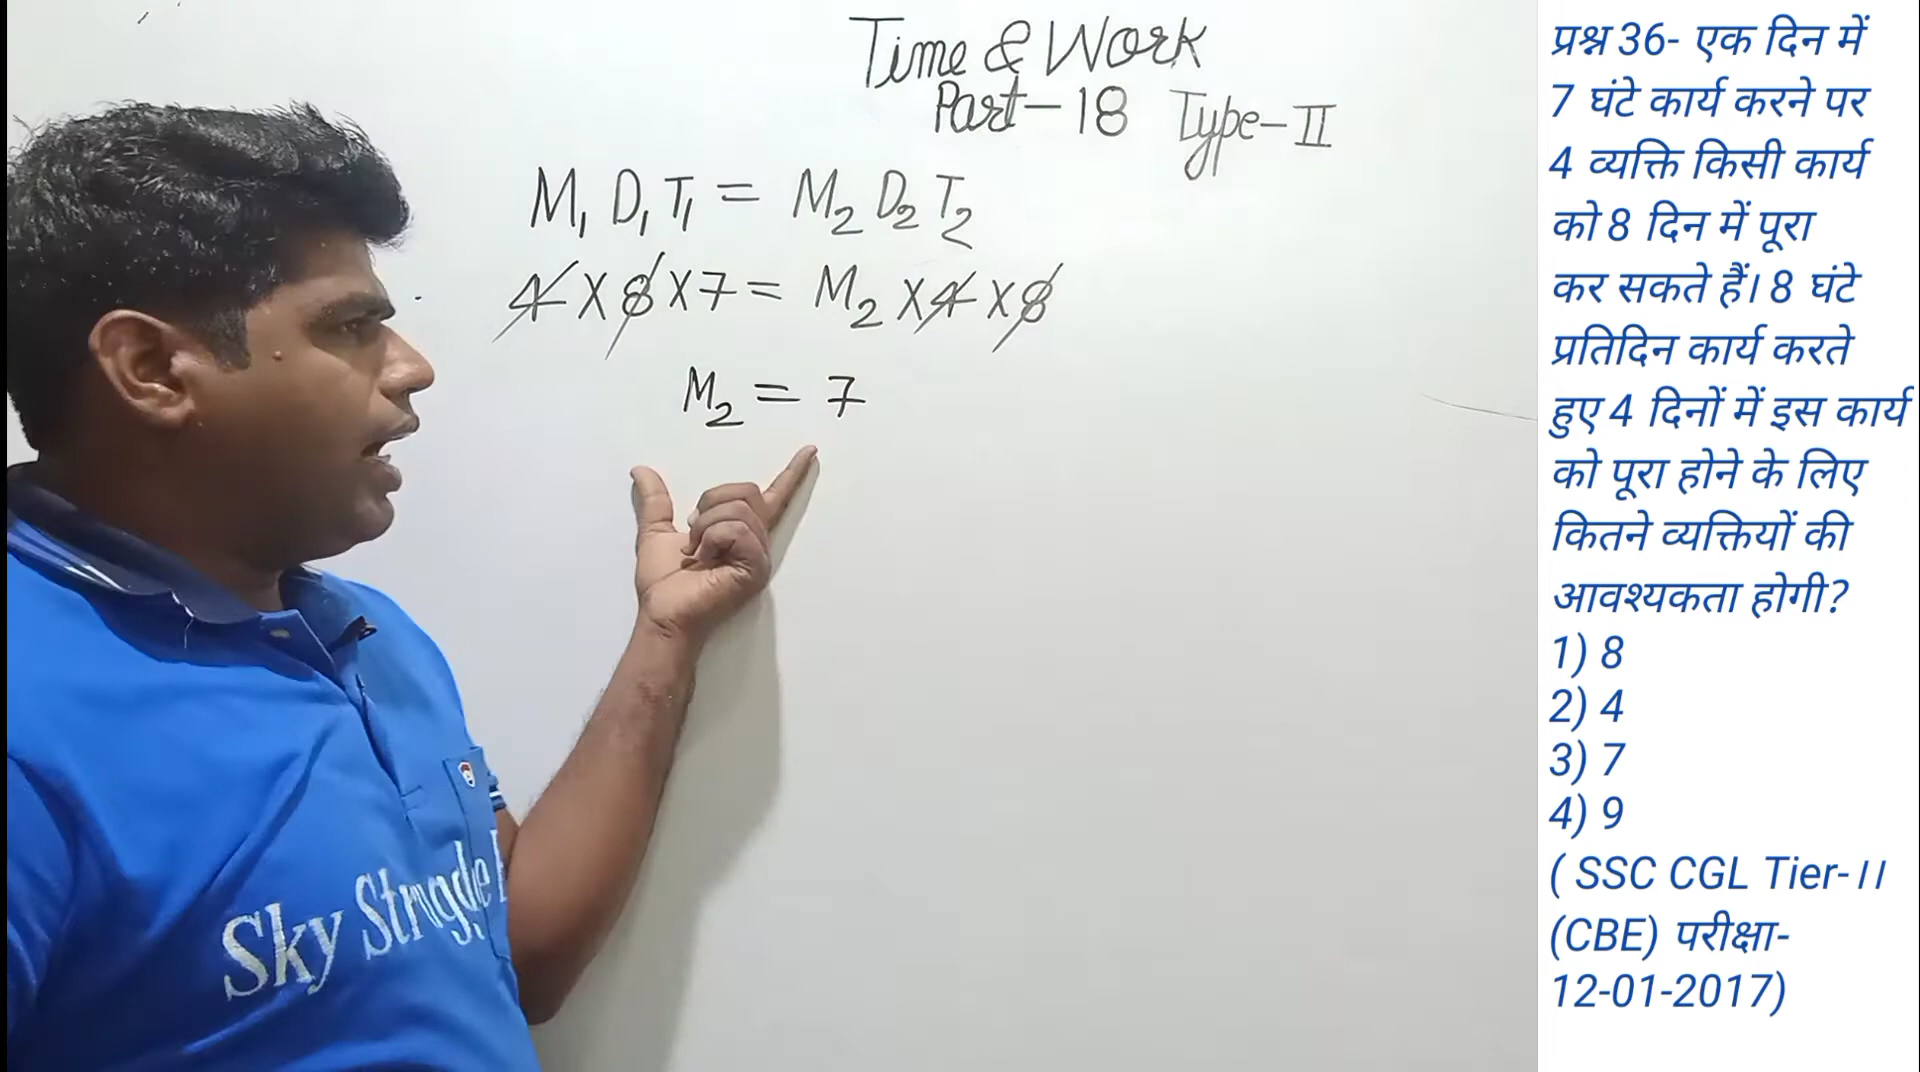 Time & Work
Part-18 Type-II
M₁ D₁ T₁ = M₂ D₂ T₂
4 X 8 X 7 = M₂ X 4 X 8
M₂ = 7
Sky Struggle
प्रश्न 36- एक दिन में
7 घंटे कार्य करने पर
4 व्यक्ति किसी कार्य
को 8 दिन में पूरा
कर सकते हैं। 8 घंटे
प्रतिदिन कार्य करते
हुए 4 दिनों में इस कार्य
को पूरा होने के लिए
कितने व्यक्तियों की
आवश्यकता होगी?
1) 8
2) 4
3) 7
4) 9
( SSC CGL Tier-।।
(CBE) परीक्षा-
12-01-2017)